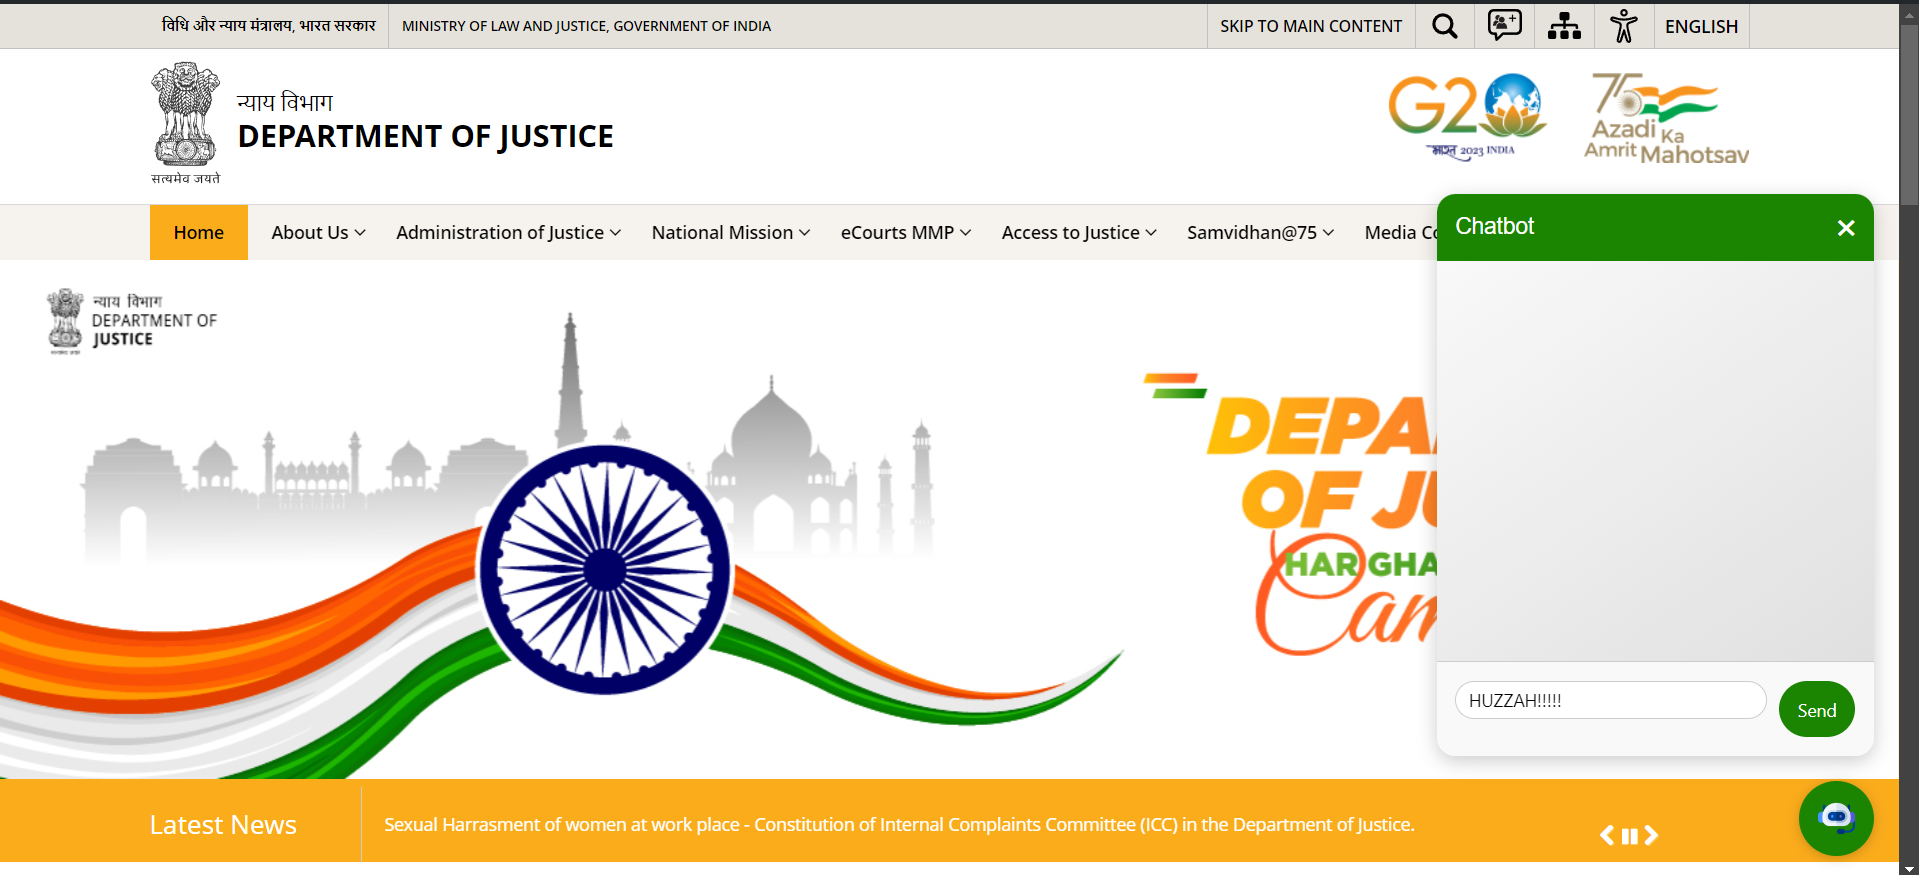 विधि और न्याय मंत्रालय, भारत सरकार
MINISTRY OF LAW AND JUSTICE, GOVERNMENT OF INDIA
SKIP TO MAIN CONTENT
ENGLISH
सत्यमेव जयते
न्याय विभाग
DEPARTMENT OF JUSTICE
G20
भारत 2023 INDIA
75
Azadi Ka
Amrit Mahotsav
Home
About Us
Administration of Justice
National Mission
eCourts MMP
Access to Justice
Samvidhan@75
Media Co
Chatbot
न्याय विभाग
DEPARTMENT OF
JUSTICE
DEPA
OF JU
HAR GHA
Cam
HUZZAH!!!!!
Send
Latest News
Sexual Harrasment of women at work place - Constitution of Internal Complaints Committee (ICC) in the Department of Justice.